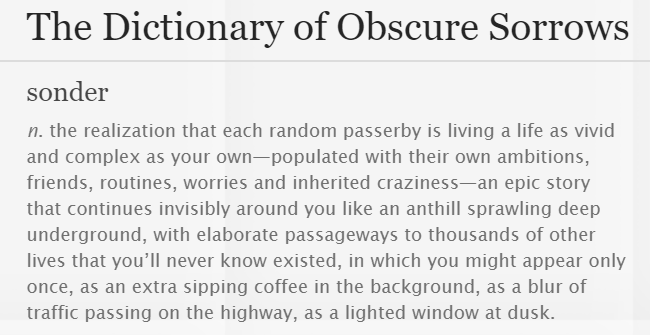 The Dictionary of Obscure Sorrows
sonder
n. the realization that each random passerby is living a life as vivid
and complex as your own—populated with their own ambitions,
friends, routines, worries and inherited craziness—an epic story
that continues invisibly around you like an anthill sprawling deep
underground, with elaborate passageways to thousands of other
lives that you’ll never know existed, in which you might appear only
once, as an extra sipping coffee in the background, as a blur of
traffic passing on the highway, as a lighted window at dusk.